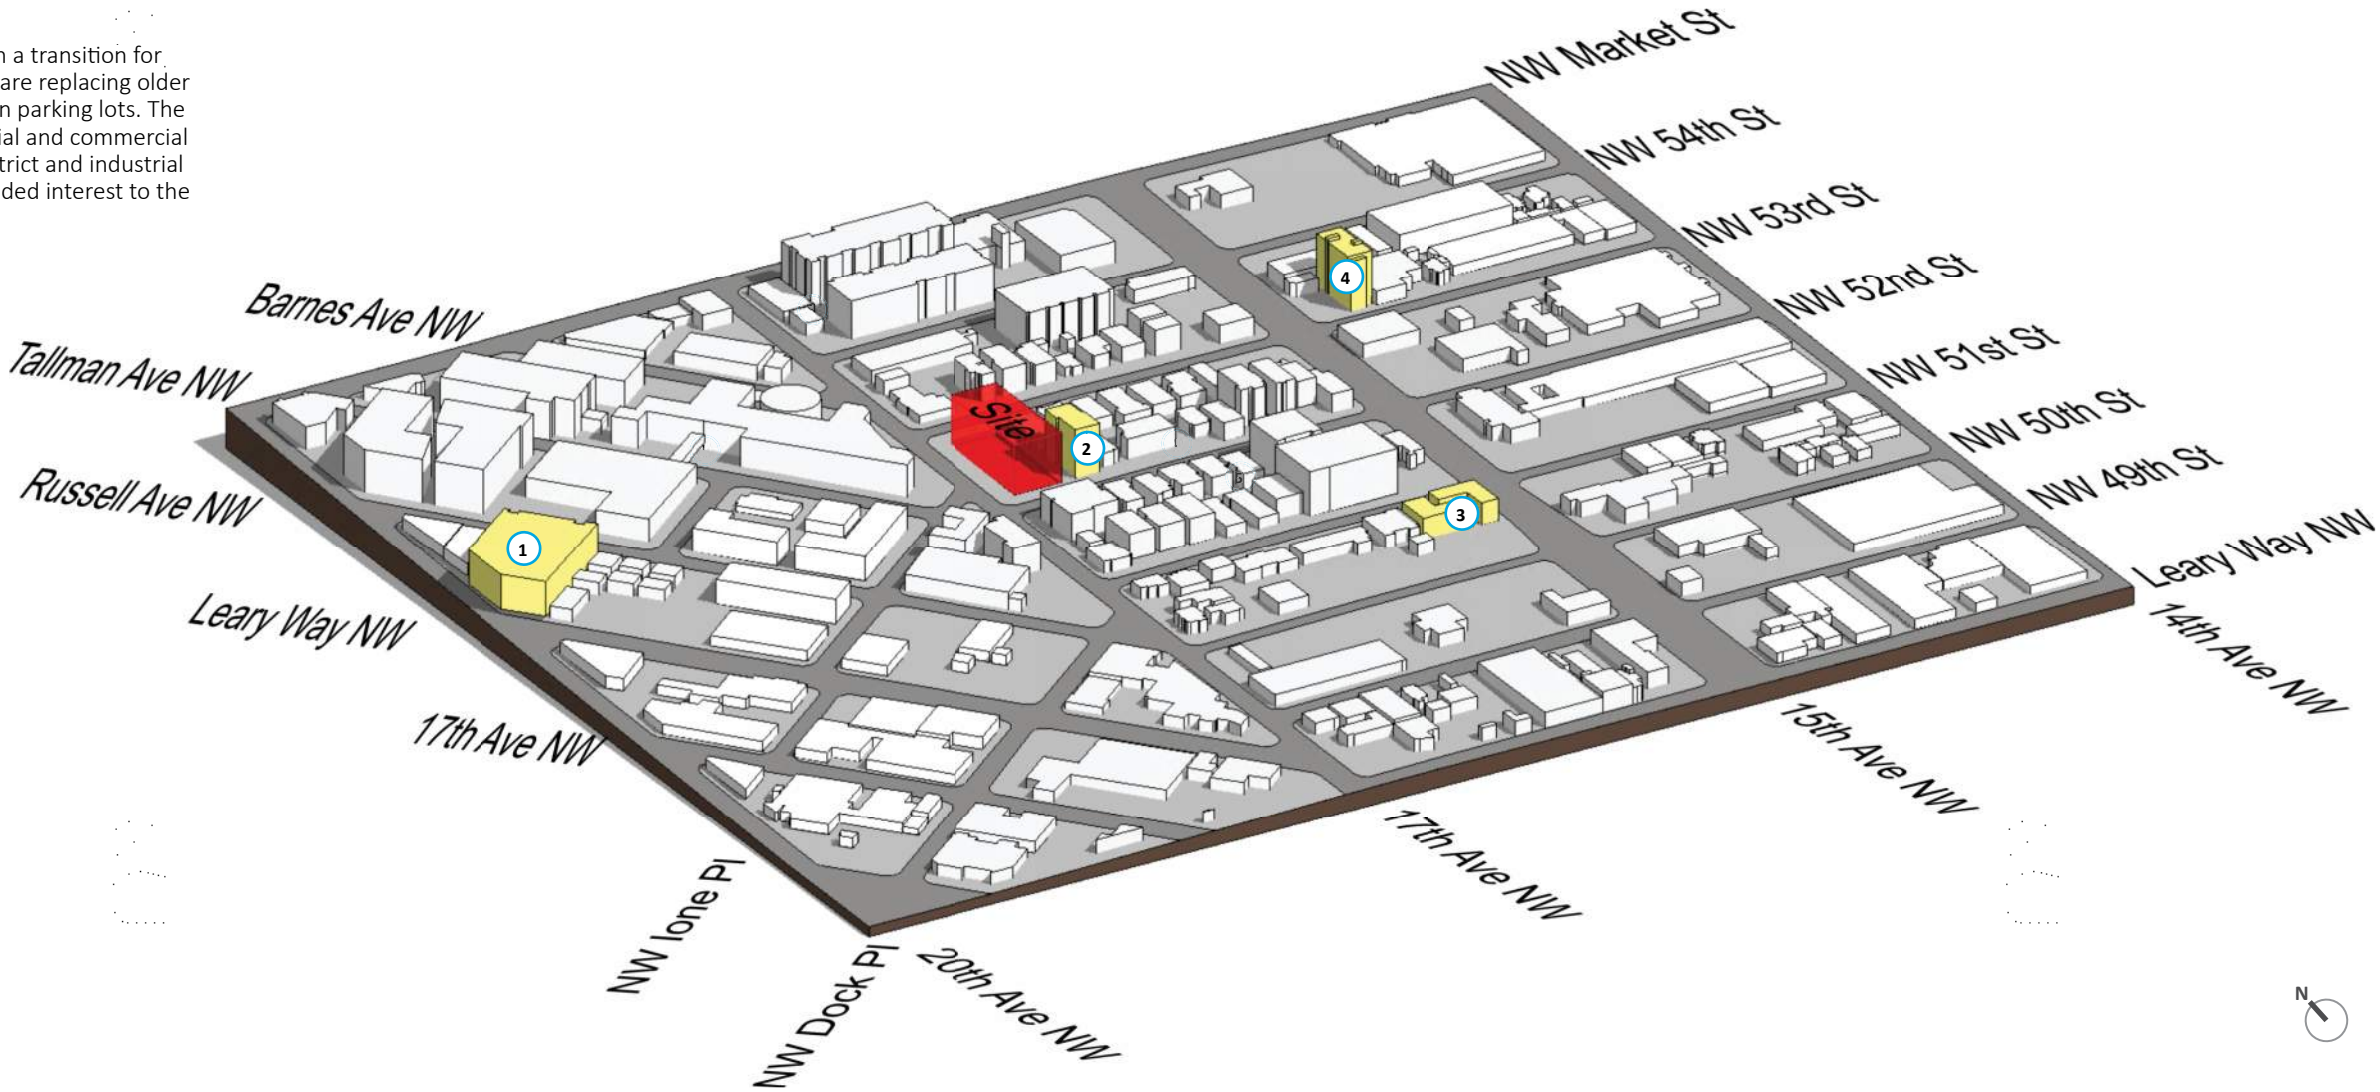 n a transition for
are replacing older
n parking lots. The
ial and commercial
trict and industrial
ded interest to the
NW Market St
NW 54th St
NW 53rd St
NW 52nd St
NW 51st St
NW 50th St
NW 49th St
Leary Way NW
14th Ave NW
15th Ave NW
17th Ave NW
20th Ave NW
NW Dock Pl
NW Ione Pl
17th Ave NW
Leary Way NW
Russell Ave NW
Tallman Ave NW
Barnes Ave NW
Site
1
2
3
4
N